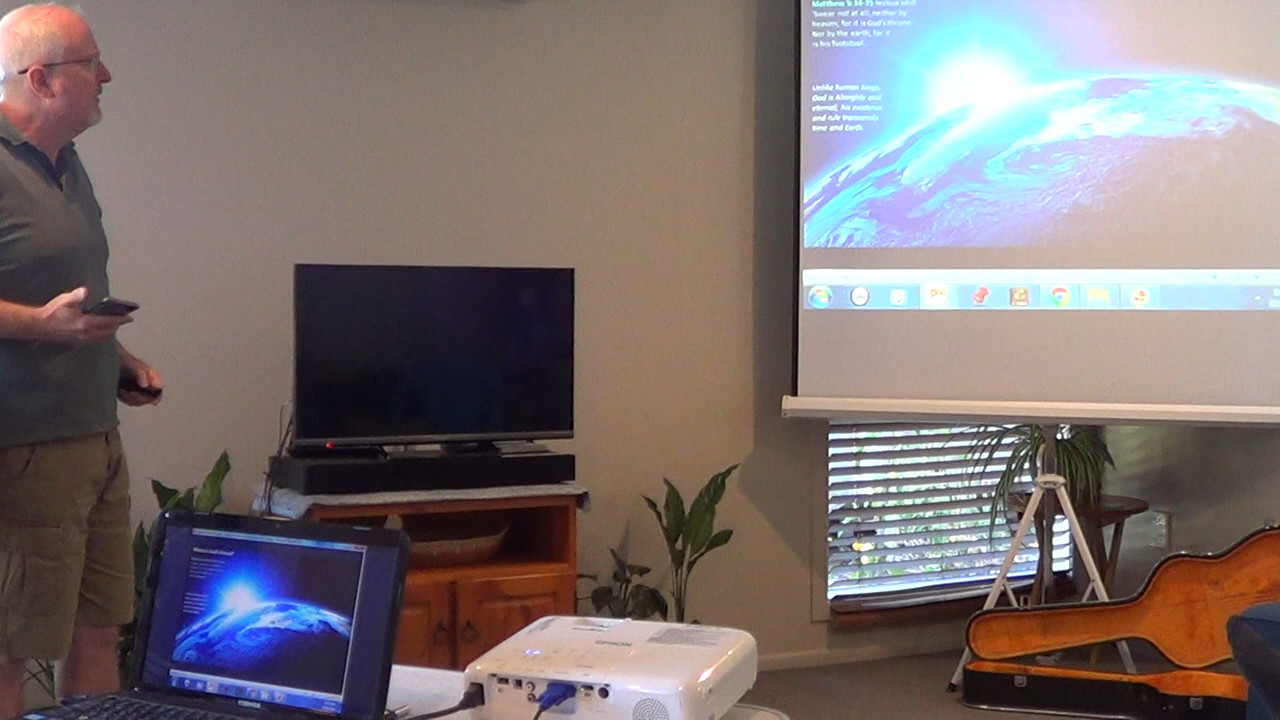 Matthew 5:34-35 Jeshua said,
'Swear not at all; neither by
heaven, for it is God's throne:
Nor by the earth; for it
is his footstool.
Unlike human kings,
God is Almighty and
eternal; his existence
and rule transcends
time and Earth.
EPSON